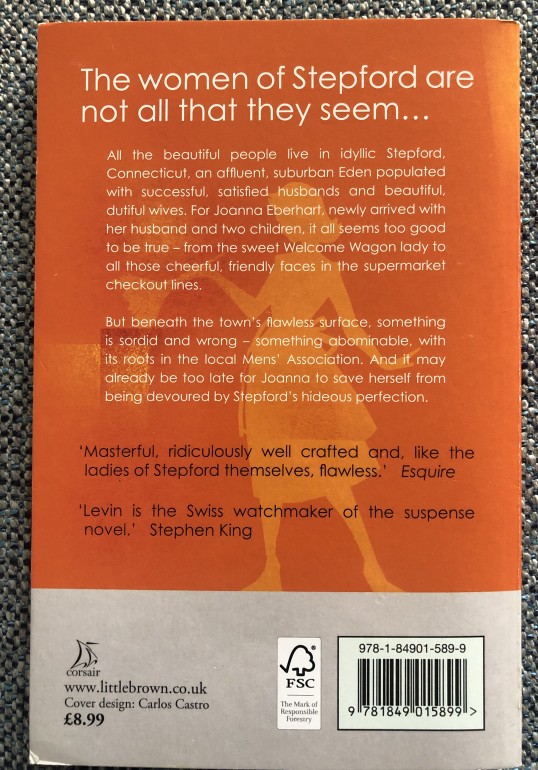 The women of Stepford are
not all that they seem...
All the beautiful people live in idyllic Stepford,
Connecticut, an affluent, suburban Eden populated
with successful, satisfied husbands and beautiful,
dutiful wives. For Joanna Eberhart, newly arrived with
her husband and two children, it all seems too good
to be true – from the sweet Welcome Wagon lady to
all those cheerful, friendly faces in the supermarket
checkout lines.
But beneath the town's flawless surface, something
is sordid and wrong – something abominable, with
its roots in the local Mens' Association. And it may
already be too late for Joanna to save herself from
being devoured by Stepford's hideous perfection.
'Masterful, ridiculously well crafted and, like the
ladies of Stepford themselves, flawless.' Esquire
'Levin is the Swiss watchmaker of the suspense
novel.' Stephen King
corsair
www.littlebrown.co.uk
Cover design: Carlos Castro
£8.99
FSC
The Mark of
Responsible
Forestry
978-1-84901-589-9
9 781849 015899 >